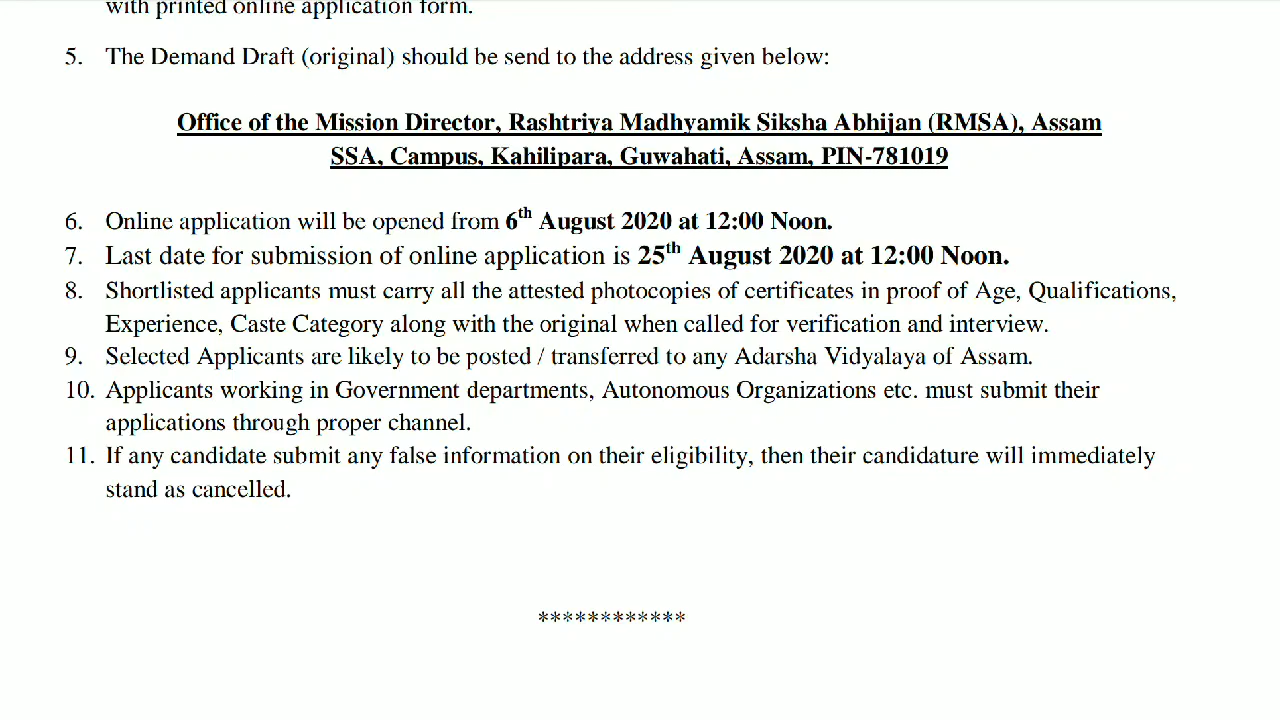 with printed online application form.
5. The Demand Draft (original) should be send to the address given below:
Office of the Mission Director, Rashtriya Madhyamik Siksha Abhijan (RMSA), Assam
SSA, Campus, Kahilipara, Guwahati, Assam, PIN-781019
6. Online application will be opened from 6th August 2020 at 12:00 Noon.
7. Last date for submission of online application is 25th August 2020 at 12:00 Noon.
8. Shortlisted applicants must carry all the attested photocopies of certificates in proof of Age, Qualifications,
Experience, Caste Category along with the original when called for verification and interview.
9. Selected Applicants are likely to be posted / transferred to any Adarsha Vidyalaya of Assam.
10. Applicants working in Government departments, Autonomous Organizations etc. must submit their
applications through proper channel.
11. If any candidate submit any false information on their eligibility, then their candidature will immediately
stand as cancelled.
************